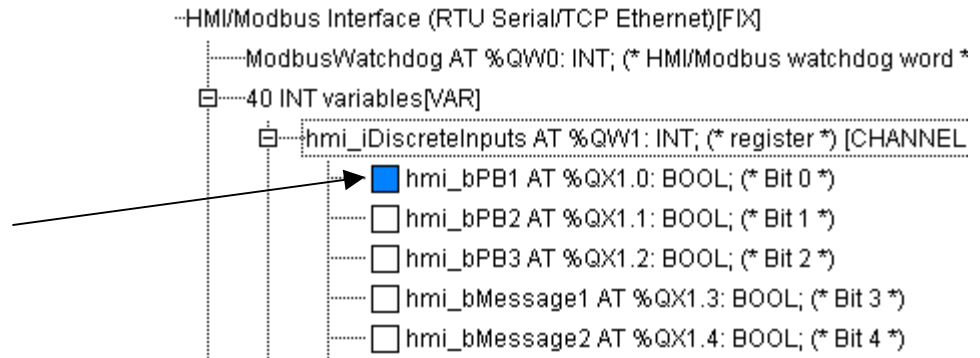 HMI/Modbus Interface (RTU Serial/TCP Ethernet)[FIX]
ModbusWatchdog AT %QW0: INT; (* HMI/Modbus watchdog word *
40 INT variables[VAR]
hmi_iDiscreteInputs AT %QW1: INT; (* register *) [CHANNEL
hmi_bPB1 AT %QX1.0: BOOL; (* Bit 0 *)
hmi_bPB2 AT %QX1.1: BOOL; (* Bit 1 *)
hmi_bPB3 AT %QX1.2: BOOL; (* Bit 2 *)
hmi_bMessage1 AT %QX1.3: BOOL; (* Bit 3 *)
hmi_bMessage2 AT %QX1.4: BOOL; (* Bit 4 *)